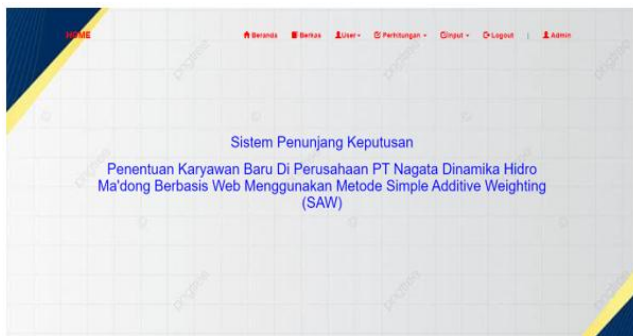 HOME Beranda Berkas User Perhitungan Input Logout | Admin
Sistem Penunjang Keputusan
Penentuan Karyawan Baru Di Perusahaan PT Nagata Dinamika Hidro
Ma'dong Berbasis Web Menggunakan Metode Simple Additive Weighting
(SAW)